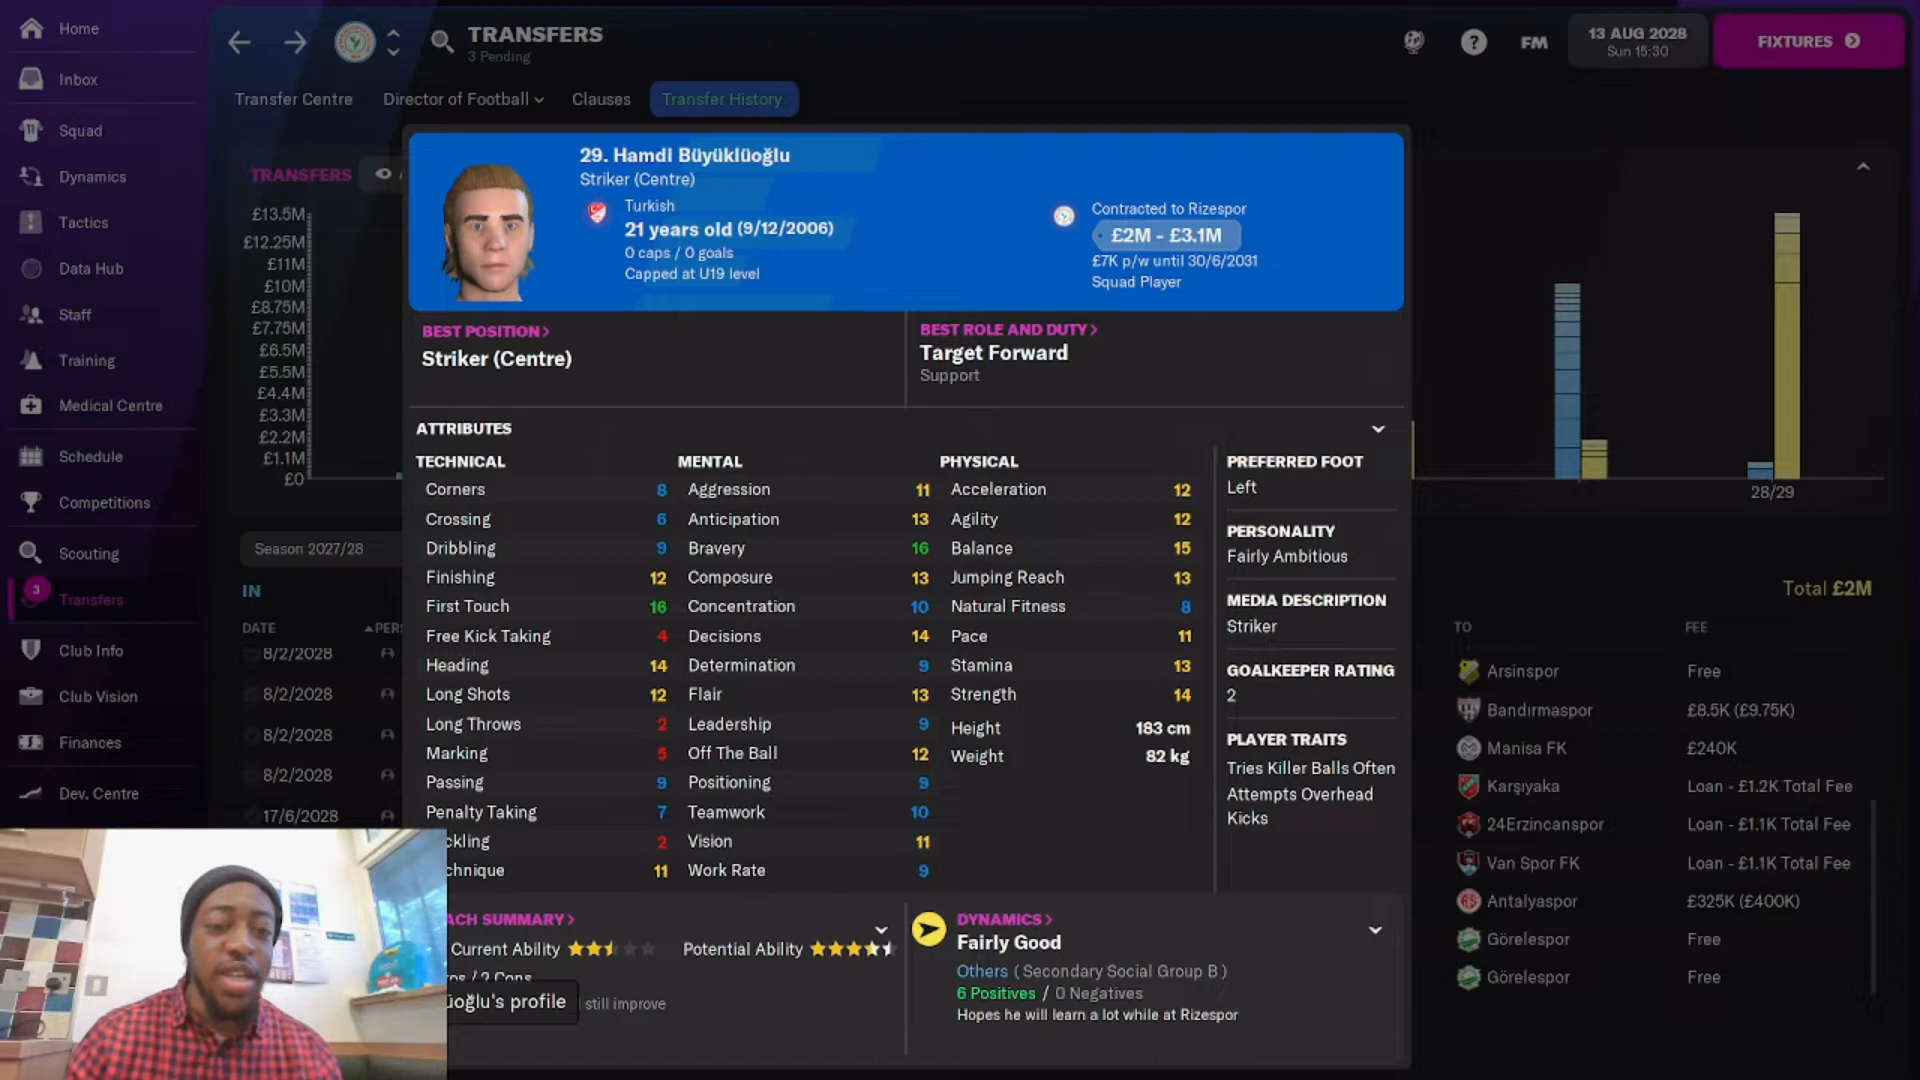 Home
Inbox
Squad
Dynamics
Tactics
Data Hub
Staff
Training
Medical Centre
Schedule
Competitions
Scouting
3
Transfers
Club Info
Club Vision
Finances
Dev. Centre
TRANSFERS
3 Pending
?
FM
13 AUG 2028
Sun 15:30
FIXTURES
Transfer Centre
Director of Football
Clauses
Transfer History
TRANSFERS
£13.5M
£12.25M
£11M
£10M
£8.75M
£7.75M
£6.5M
£5.5M
£4.4M
£3.3M
£2.2M
£1.1M
£0
28/29
Season 2027/28
IN
DATE
PER
8/2/2028
8/2/2028
8/2/2028
8/2/2028
17/6/2028
29. Hamdi Büyüklüoğlu
Striker (Centre)
Turkish
21 years old (9/12/2006)
0 caps / 0 goals
Capped at U19 level
Contracted to Rizespor
£2M - £3.1M
£7K p/w until 30/6/2031
Squad Player
BEST POSITION>
Striker (Centre)
BEST ROLE AND DUTY>
Target Forward
Support
ATTRIBUTES
TECHNICAL
Corners 8
Crossing 6
Dribbling 9
Finishing 12
First Touch 16
Free Kick Taking 4
Heading 14
Long Shots 12
Long Throws 2
Marking 5
Passing 9
Penalty Taking 7
ckling 2
chnique 11
MENTAL
Aggression 11
Anticipation 13
Bravery 16
Composure 13
Concentration 10
Decisions 14
Determination 9
Flair 13
Leadership 9
Off The Ball 12
Positioning 9
Teamwork 10
Vision 11
Work Rate 9
PHYSICAL
Acceleration 12
Agility 12
Balance 15
Jumping Reach 13
Natural Fitness 8
Pace 11
Stamina 13
Strength 14
Height 183 cm
Weight 82 kg
PREFERRED FOOT
Left
PERSONALITY
Fairly Ambitious
MEDIA DESCRIPTION
Striker
GOALKEEPER RATING
2
PLAYER TRAITS
Tries Killer Balls Often
Attempts Overhead
Kicks
ACH SUMMARY>
Current Ability
Potential Ability
ros / 2 Cons
üoğlu's profile
still improve
DYNAMICS>
Fairly Good
Others (Secondary Social Group B)
6 Positives / 0 Negatives
Hopes he will learn a lot while at Rizespor
Total £2M
TO FEE
Arsinspor Free
Bandırmaspor £8.5K (£9.75K)
Manisa FK £240K
Karşıyaka Loan - £1.2K Total Fee
24Erzincanspor Loan - £1.1K Total Fee
Van Spor FK Loan - £1.1K Total Fee
Antalyaspor £325K (£400K)
Görelespor Free
Görelespor Free